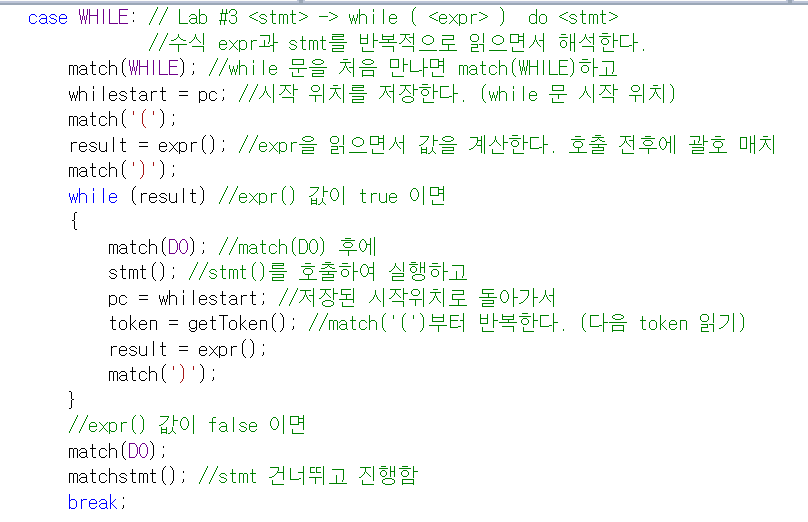 case WHILE: // Lab #3 <stmt> -> while ( <expr> )  do <stmt>
//수식 expr과 stmt를 반복적으로 읽으면서 해석한다.
match(WHILE); //while 문을 처음 만나면 match(WHILE)하고
whilestart = pc; //시작 위치를 저장한다. (while 문 시작 위치)
match('(');
result = expr(); //expr을 읽으면서 값을 계산한다. 호출 전후에 괄호 매치
match(')');
while (result) //expr() 값이 true 이면
{
match(DO); //match(DO) 후에
stmt(); //stmt()를 호출하여 실행하고
pc = whilestart; //저장된 시작위치로 돌아가서
token = getToken(); //match('(')부터 반복한다. (다음 token 읽기)
result = expr();
match(')');
}
//expr() 값이 false 이면
match(DO);
matchstmt(); //stmt 건너뛰고 진행함
break;